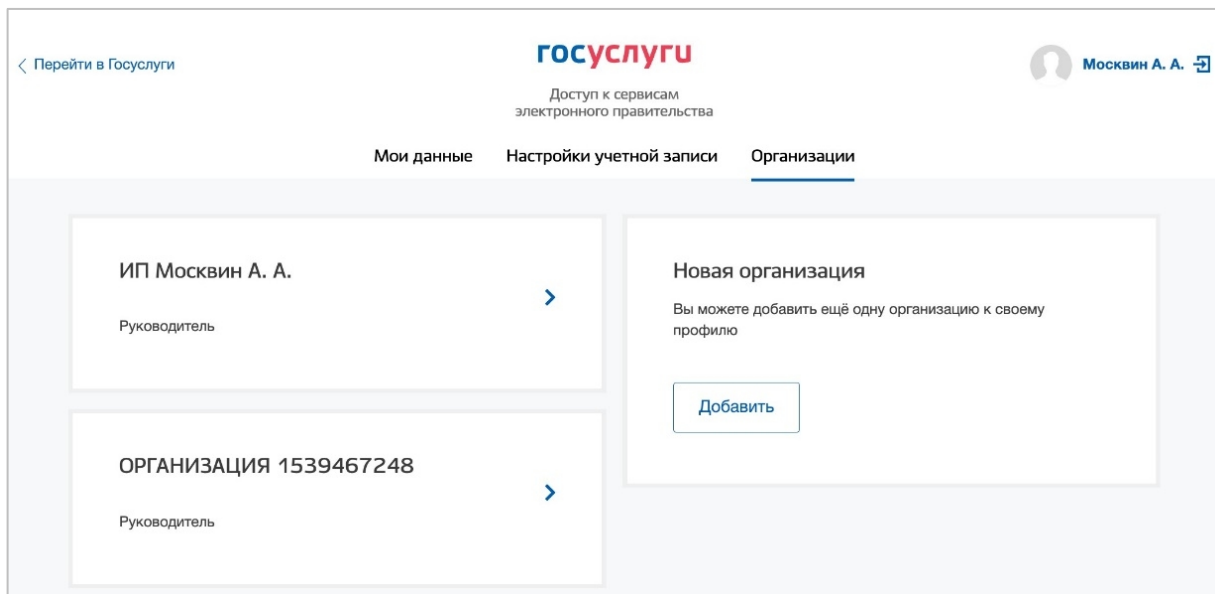 Перейти в Госуслуги
госуслуги
Москвин А. А.
Доступ к сервисам
электронного правительства
Мои данные Настройки учетной записи Организации
ИП Москвин А. А.
Руководитель
Новая организация
Вы можете добавить ещё одну организацию к своему
профилю
Добавить
ОРГАНИЗАЦИЯ 1539467248
Руководитель